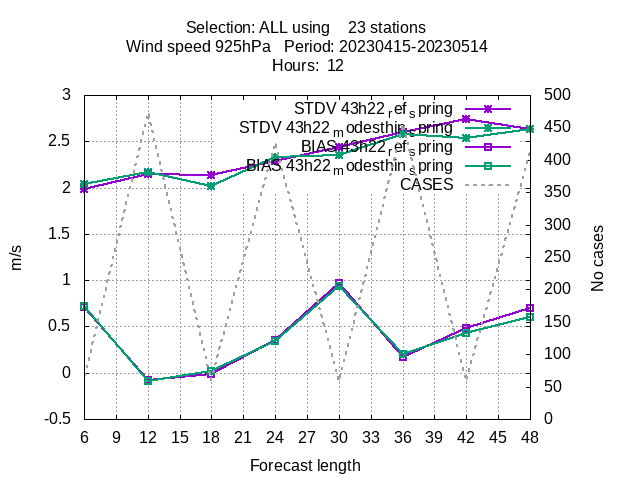 Selection: ALL using 23 stations
Wind speed 925hPa Period: 20230415-20230514
Hours: 12
3
2.5
2
1.5
1
0.5
0
-0.5
m/s
STDV 43h22_ref_spring
STDV 43h22_modesthin_spring
BIAS 43h22_ref_spring
BIAS 43h22_modesthin_spring
CASES
500
450
400
350
300
250
200
150
100
50
0
No cases
6 9 12 15 18 21 24 27 30 33 36 39 42 45 48
Forecast length